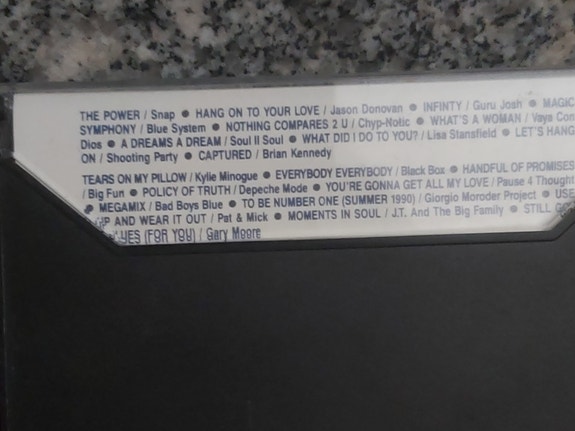 THE POWER / Snap ● HANG ON TO YOUR LOVE / Jason Donovan ● INFINTY / Guru Josh ● MAGIC
SYMPHONY / Blue System ● NOTHING COMPARES 2 U / Chyp-Notic ● WHAT'S A WOMAN / Vaya Con
Dios ● A DREAMS A DREAM / Soul II Soul ● WHAT DID I DO TO YOU? / Lisa Stansfield ● LET'S HANG
ON / Shooting Party ● CAPTURED / Brian Kennedy
TEARS ON MY PILLOW / Kylie Minogue ● EVERYBODY EVERYBODY / Black Box ● HANDFUL OF PROMISES
/ Big Fun ● POLICY OF TRUTH / Depeche Mode ● YOU'RE GONNA GET ALL MY LOVE / Pause 4 Thought
● MEGAMIX / Bad Boys Blue ● TO BE NUMBER ONE (SUMMER 1990) / Giorgio Moroder Project ● USE
UP AND WEAR IT OUT / Pat & Mick ● MOMENTS IN SOUL / J.T. And The Big Family ● STILL GO
(FOR YOU) / Gary Moore